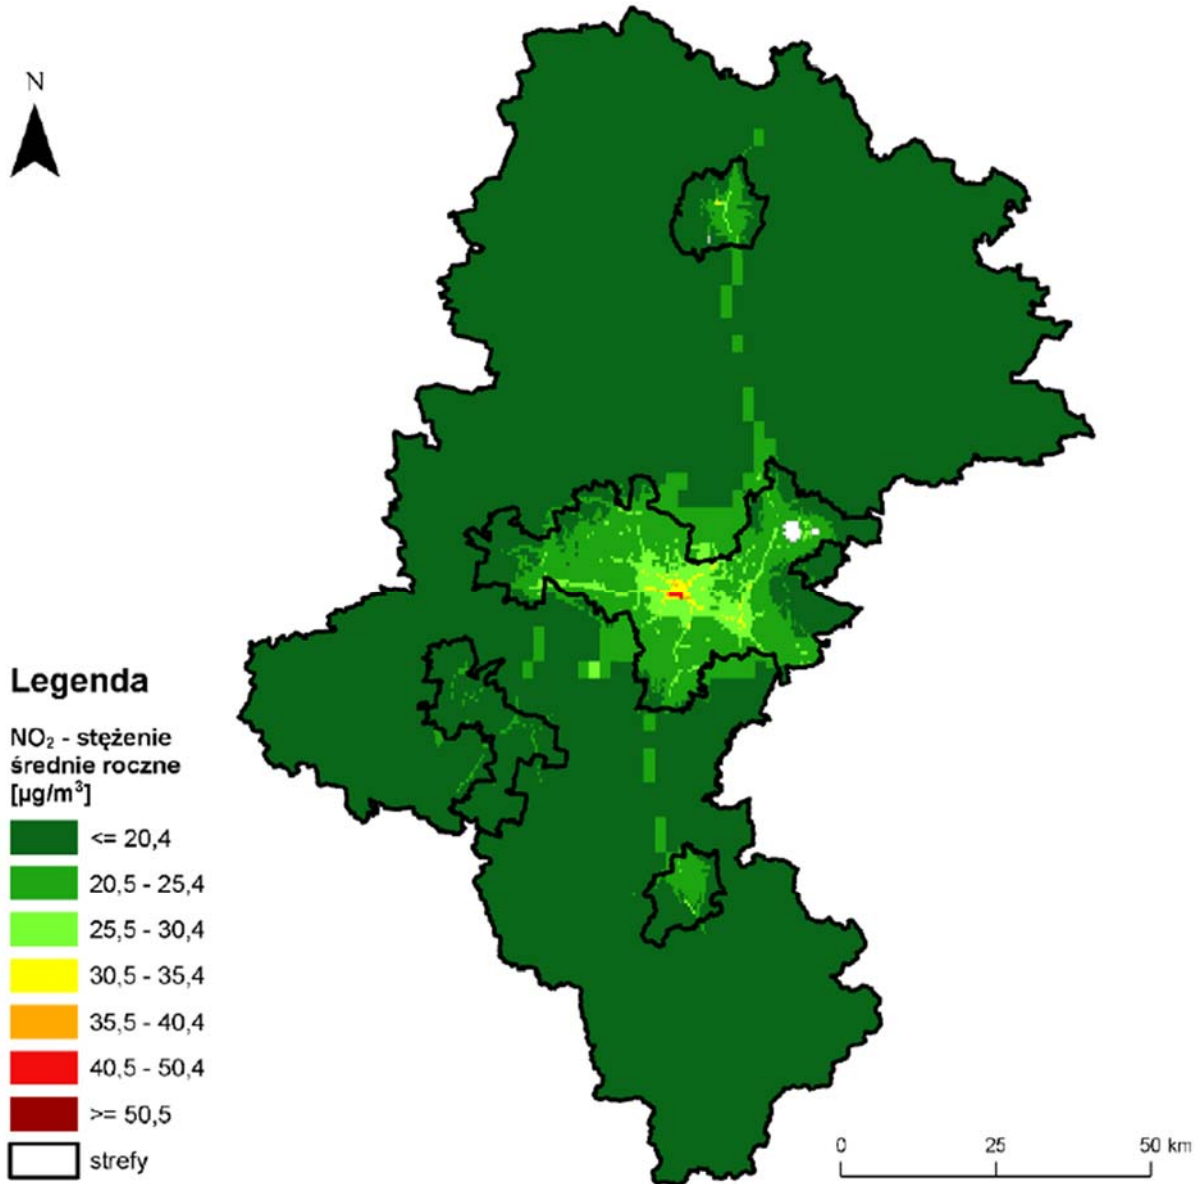 N
Legenda
NO₂ - stężenie
średnie roczne
[µg/m³]
<= 20,4
20,5 - 25,4
25,5 - 30,4
30,5 - 35,4
35,5 - 40,4
40,5 - 50,4
>= 50,5
strefy
0 25 50 km